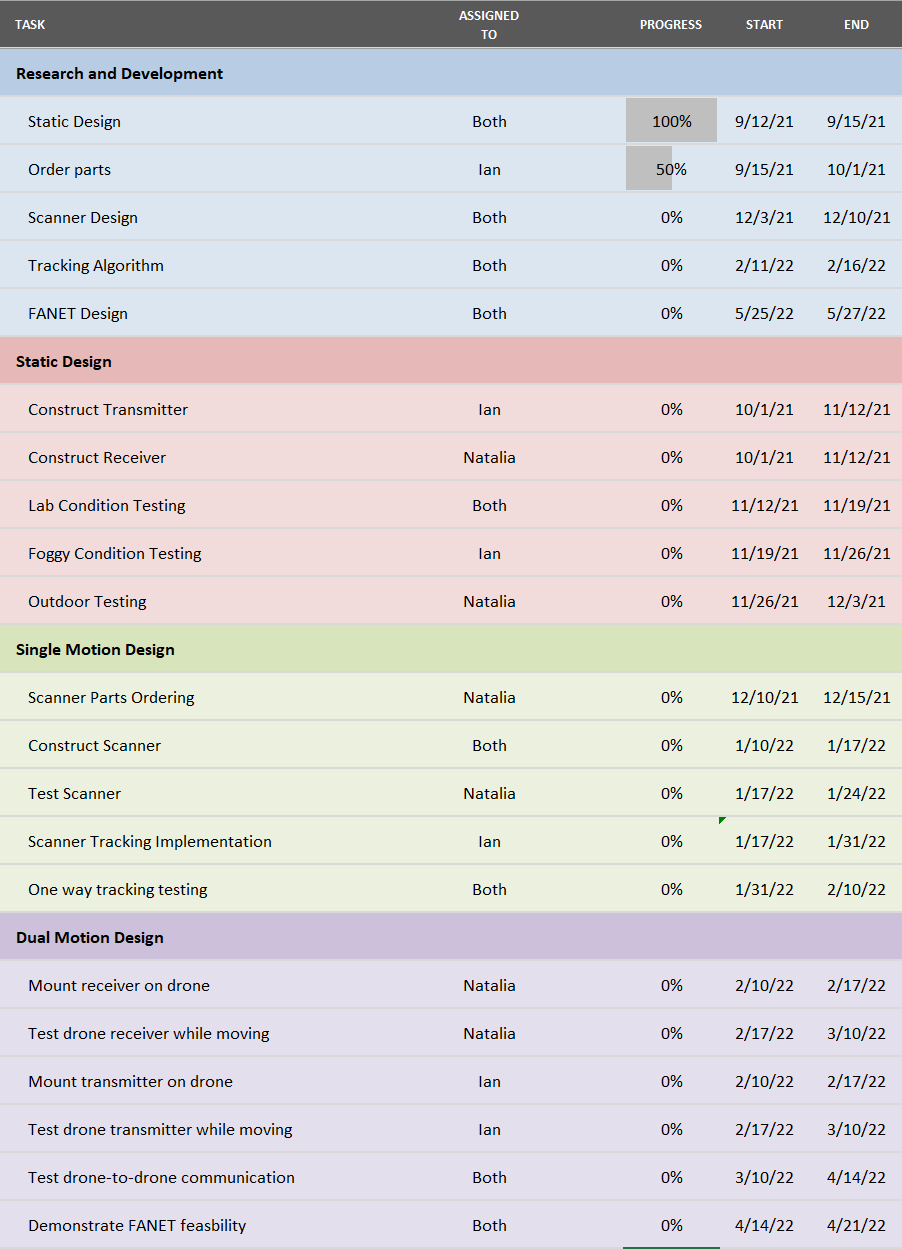 TASK ASSIGNED TO PROGRESS START END
Research and Development
Static Design Both 100% 9/12/21 9/15/21
Order parts Ian 50% 9/15/21 10/1/21
Scanner Design Both 0% 12/3/21 12/10/21
Tracking Algorithm Both 0% 2/11/22 2/16/22
FANET Design Both 0% 5/25/22 5/27/22
Static Design
Construct Transmitter Ian 0% 10/1/21 11/12/21
Construct Receiver Natalia 0% 10/1/21 11/12/21
Lab Condition Testing Both 0% 11/12/21 11/19/21
Foggy Condition Testing Ian 0% 11/19/21 11/26/21
Outdoor Testing Natalia 0% 11/26/21 12/3/21
Single Motion Design
Scanner Parts Ordering Natalia 0% 12/10/21 12/15/21
Construct Scanner Both 0% 1/10/22 1/17/22
Test Scanner Natalia 0% 1/17/22 1/24/22
Scanner Tracking Implementation Ian 0% 1/17/22 1/31/22
One way tracking testing Both 0% 1/31/22 2/10/22
Dual Motion Design
Mount receiver on drone Natalia 0% 2/10/22 2/17/22
Test drone receiver while moving Natalia 0% 2/17/22 3/10/22
Mount transmitter on drone Ian 0% 2/10/22 2/17/22
Test drone transmitter while moving Ian 0% 2/17/22 3/10/22
Test drone-to-drone communication Both 0% 3/10/22 4/14/22
Demonstrate FANET feasbility Both 0% 4/14/22 4/21/22